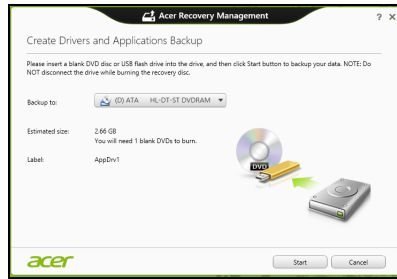 Acer Recovery Management
? X
Create Drivers and Applications Backup
Please insert a blank DVD disc or USB flash drive into the drive, and then click Start button to backup your data. NOTE: Do
NOT disconnect the drive while burning the recovery disc.
Backup to: (D) ATA HL-DT-ST DVDRAM
Estimated size: 2.66 GB
You will need 1 blank DVDs to burn.
Label: AppDrv1
DVD
acer
Start Cancel